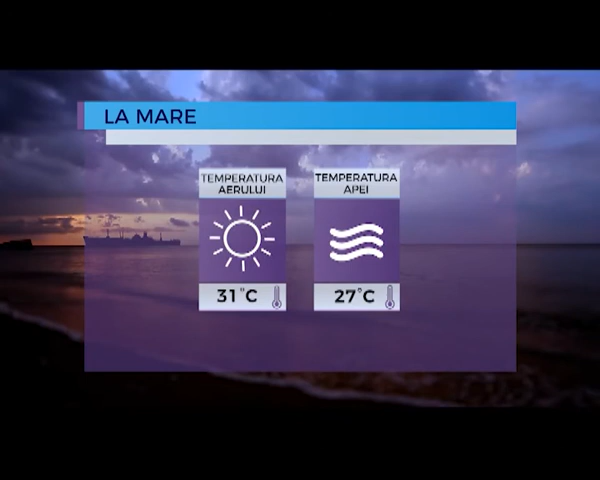 LA MARE
TEMPERATURA
AERULUI
TEMPERATURA
APEI
31°C
27°C